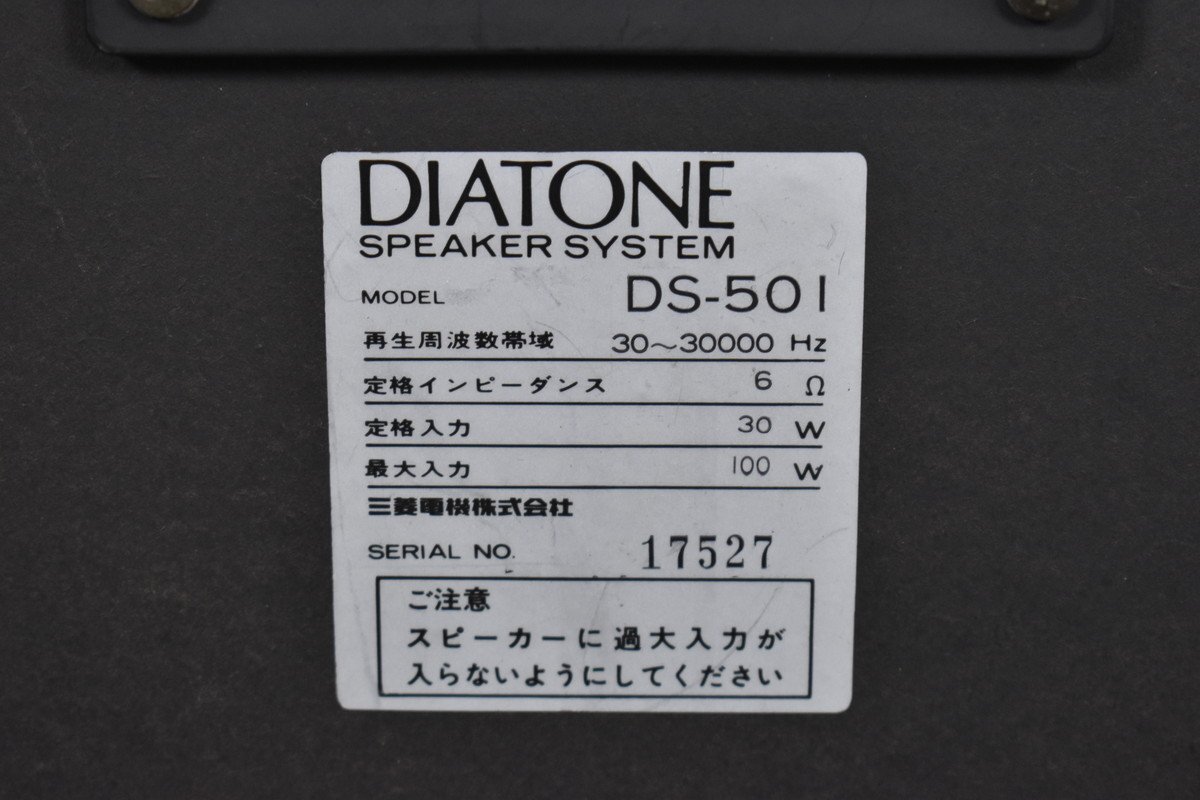 DIATONE
SPEAKER SYSTEM
MODEL DS-501
再生周波数帯域 30〜30000 Hz
定格インピーダンス 6 Ω
定格入力 30 W
最大入力 100 W
三菱電機株式会社
SERIAL NO. 17527
ご注意
スピーカーに過大入力が
入らないようにしてください